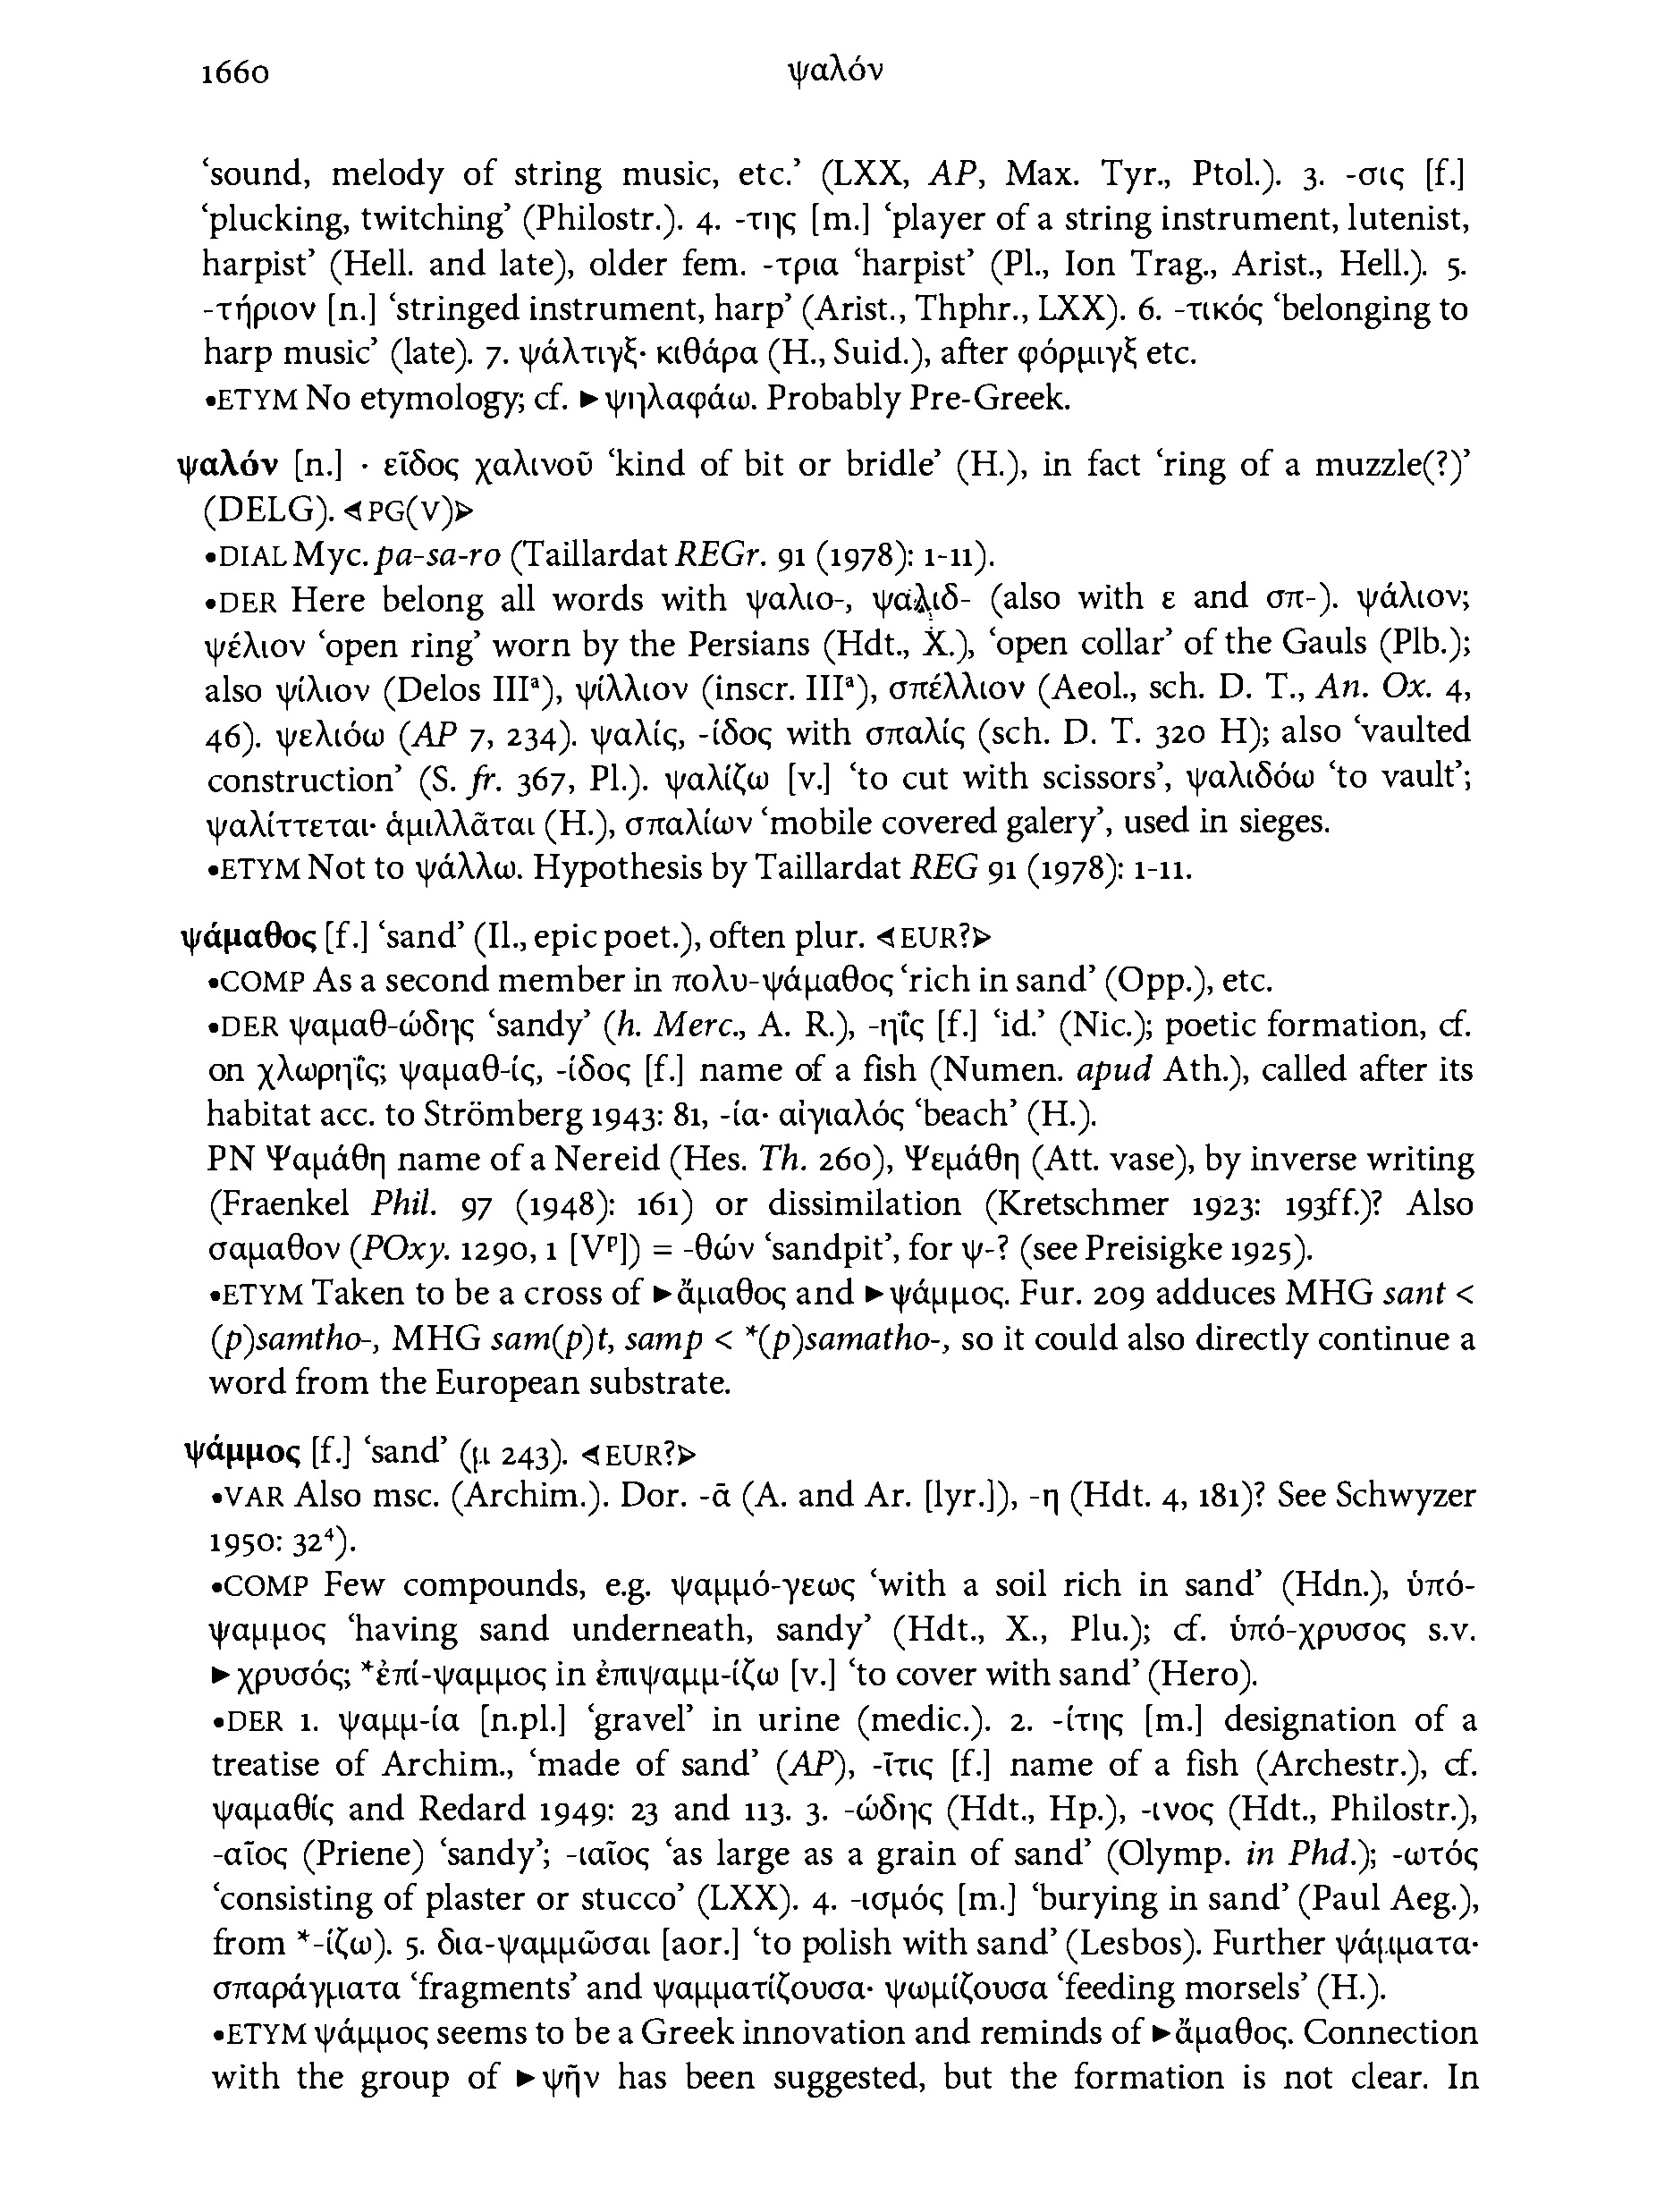 1660 ψαλόν
‘sound, melody of string music, etc.’ (LXX, AP, Max. Tyr., Ptol.). 3. -σις [f.]
‘plucking, twitching’ (Philostr.). 4. -της [m.] ‘player of a string instrument, lutenist,
harpist’ (Hell. and late), older fem. -τρια ‘harpist’ (Pl., Ion Trag., Arist., Hell.). 5.
-τήριον [n.] ‘stringed instrument, harp’ (Arist., Thphr., LXX). 6. -τικός ‘belonging to
harp music’ (late). 7. ψάλτιγξ· κιθάρα (H., Suid.), after φόρμιγξ etc.
•ETYM No etymology; cf. ►ψηλαφάω. Probably Pre-Greek.
ψαλόν [n.] · εἶδος χαλινοῦ ‘kind of bit or bridle’ (H.), in fact ‘ring of a muzzle(?)’
(DELG). ◁PG(V)▷
•DIAL Myc. pa-sa-ro (Taillardat REGr. 91 (1978): 1-11).
•DER Here belong all words with ψαλιο-, ψαλιδ- (also with ε and σπ-). ψάλιον;
ψέλιον ‘open ring’ worn by the Persians (Hdt., X.), ‘open collar’ of the Gauls (Plb.);
also ψίλιον (Delos IIIª), ψίλλιον (inscr. IIIª), σπέλλιον (Aeol., sch. D. T., An. Ox. 4,
46). ψελιόω (AP 7, 234). ψαλίς, -ίδος with σπαλίς (sch. D. T. 320 H); also ‘vaulted
construction’ (S. fr. 367, Pl.). ψαλίζω [v.] ‘to cut with scissors’, ψαλιδόω ‘to vault’;
ψαλίττεται· ἁμιλλᾶται (H.), σπαλίων ‘mobile covered galery’, used in sieges.
•ETYM Not to ψάλλω. Hypothesis by Taillardat REG 91 (1978): 1-11.
ψάμαθος [f.] ‘sand’ (Il., epic poet.), often plur. ◁EUR?▷
•COMP As a second member in πολυ-ψάμαθος ‘rich in sand’ (Opp.), etc.
•DER ψαμαθ-ώδης ‘sandy’ (h. Merc., A. R.), -ηΐς [f.] ‘id.’ (Nic.); poetic formation, cf.
on χλωρηΐς; ψαμαθ-ίς, -ίδος [f.] name of a fish (Numen. apud Ath.), called after its
habitat acc. to Strömberg 1943: 81, -ία· αἰγιαλός ‘beach’ (H.).
PN Ψαμάθη name of a Nereid (Hes. Th. 260), Ψεμάθη (Att. vase), by inverse writing
(Fraenkel Phil. 97 (1948): 161) or dissimilation (Kretschmer 1923: 193ff.)? Also
σαμαθον (POxy. 1290, 1 [Vᵖ]) = -θών ‘sandpit’, for ψ-? (see Preisigke 1925).
•ETYM Taken to be a cross of ►ἄμαθος and ►ψάμμος. Fur. 209 adduces MHG sant <
(p)samtho-, MHG sam(p)t, samp < *(p)samatho-, so it could also directly continue a
word from the European substrate.
ψάμμος [f.] ‘sand’ (μ 243). ◁EUR?▷
•VAR Also msc. (Archim.). Dor. -ᾱ (A. and Ar. [lyr.]), -η (Hdt. 4, 181)? See Schwyzer
1950: 32⁴).
•COMP Few compounds, e.g. ψαμμό-γεως ‘with a soil rich in sand’ (Hdn.), ὑπό-
ψαμμος ‘having sand underneath, sandy’ (Hdt., X., Plu.); cf. ὑπό-χρυσος s.v.
►χρυσός; *ἐπί-ψαμμος in ἐπιψαμμ-ίζω [v.] ‘to cover with sand’ (Hero).
•DER 1. ψαμμ-ία [n.pl.] ‘gravel’ in urine (medic.). 2. -ίτης [m.] designation of a
treatise of Archim., ‘made of sand’ (AP), -ῖτις [f.] name of a fish (Archestr.), cf.
ψαμαθίς and Redard 1949: 23 and 113. 3. -ώδης (Hdt., Hp.), -ινος (Hdt., Philostr.),
-αῖος (Priene) ‘sandy’; -ιαῖος ‘as large as a grain of sand’ (Olymp. in Phd.); -ωτός
‘consisting of plaster or stucco’ (LXX). 4. -ισμός [m.] ‘burying in sand’ (Paul Aeg.),
from *-ίζω). 5. δια-ψαμμῶσαι [aor.] ‘to polish with sand’ (Lesbos). Further ψάμματα·
σπαράγματα ‘fragments’ and ψαμματίζουσα· ψωμίζουσα ‘feeding morsels’ (H.).
•ETYM ψάμμος seems to be a Greek innovation and reminds of ►ἄμαθος. Connection
with the group of ►ψῆν has been suggested, but the formation is not clear. In